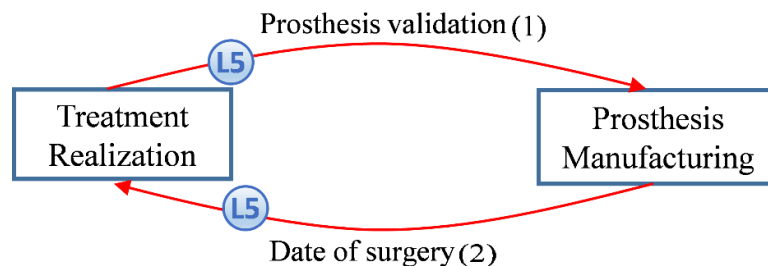 Prosthesis validation (1)
L5
Treatment
Realization
Prosthesis
Manufacturing
L5
Date of surgery (2)